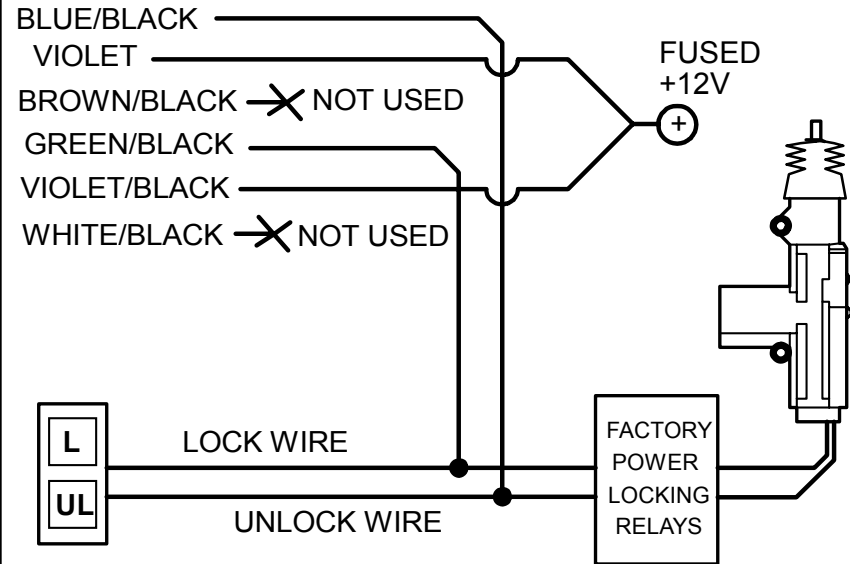 BLUE/BLACK
VIOLET
FUSED
+12V
BROWN/BLACK
NOT USED
+
GREEN/BLACK
VIOLET/BLACK
WHITE/BLACK
NOT USED
L
LOCK WIRE
UL
UNLOCK WIRE
FACTORY
POWER
LOCKING
RELAYS